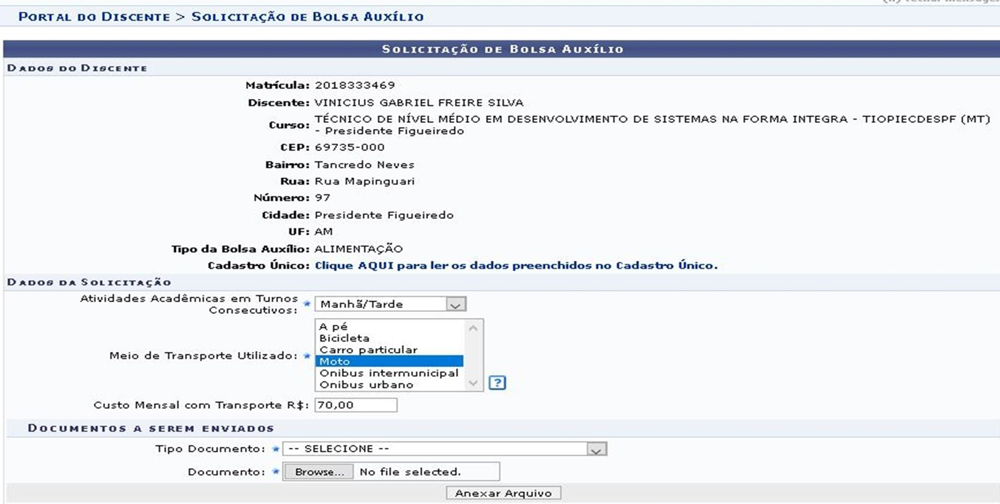 PORTAL DO DISCENTE > SOLICITAÇÃO DE BOLSA AUXÍLIO
SOLICITAÇÃO DE BOLSA AUXÍLIO
DADOS DO DISCENTE
Matrícula: 2018333469
Discente: VINICIUS GABRIEL FREIRE SILVA
Curso: TÉCNICO DE NÍVEL MÉDIO EM DESENVOLVIMENTO DE SISTEMAS NA FORMA INTEGRA - TIOPIECDESPF (MT)
- Presidente Figueiredo
CEP: 69735-000
Bairro: Tancredo Neves
Rua: Rua Mapinguari
Número: 97
Cidade: Presidente Figueiredo
UF: AM
Tipo da Bolsa Auxílio: ALIMENTAÇÃO
Cadastro Único: Clique AQUI para ler os dados preenchidos no Cadastro Único.
DADOS DA SOLICITAÇÃO
Atividades Acadêmicas em Turnos
Consecutivos: Manhã/Tarde
A pé
Bicicleta
Carro particular
Meio de Transporte Utilizado:
Moto
Onibus intermunicipal
Onibus urbano
?
Custo Mensal com Transporte R$: 70,00
DOCUMENTOS A SEREM ENVIADOS
Tipo Documento: -- SELECIONE --
Documento: Browse... No file selected.
Anexar Arquivo